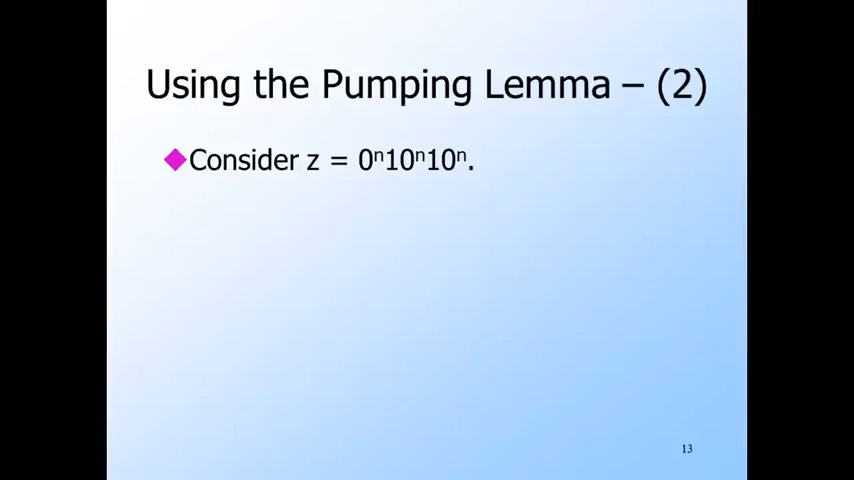 Using the Pumping Lemma – (2)
◆Consider z = 0ⁿ10ⁿ10ⁿ.
13